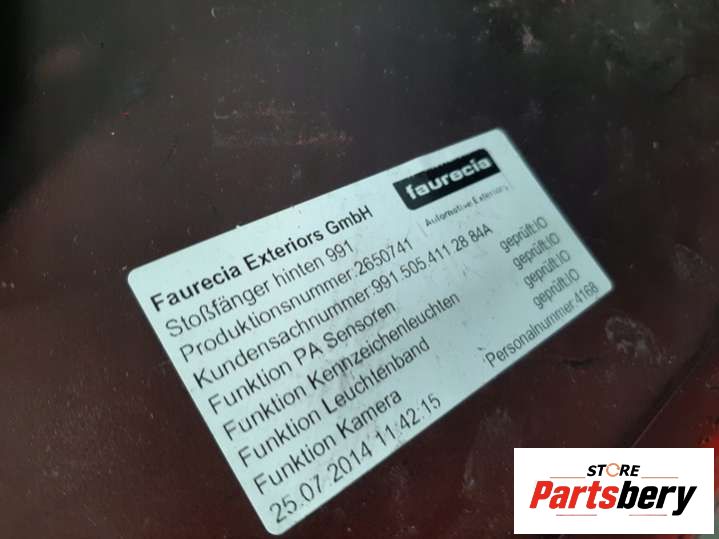 faurecia
Automotive Exteriors
Faurecia Exteriors GmbH
Stoßfänger hinten 991
Produktionsnummer:2650741
Kundensachnummer:991.505.411 28 84A
Funktion PA Sensoren geprüft:IO
Funktion Kennzeichenleuchten geprüft:IO
Funktion Leuchtenband geprüft:IO
Funktion Kamera geprüft:IO
25.07.2014 11:42:15 Personalnummer:4168
STORE
Partsbery